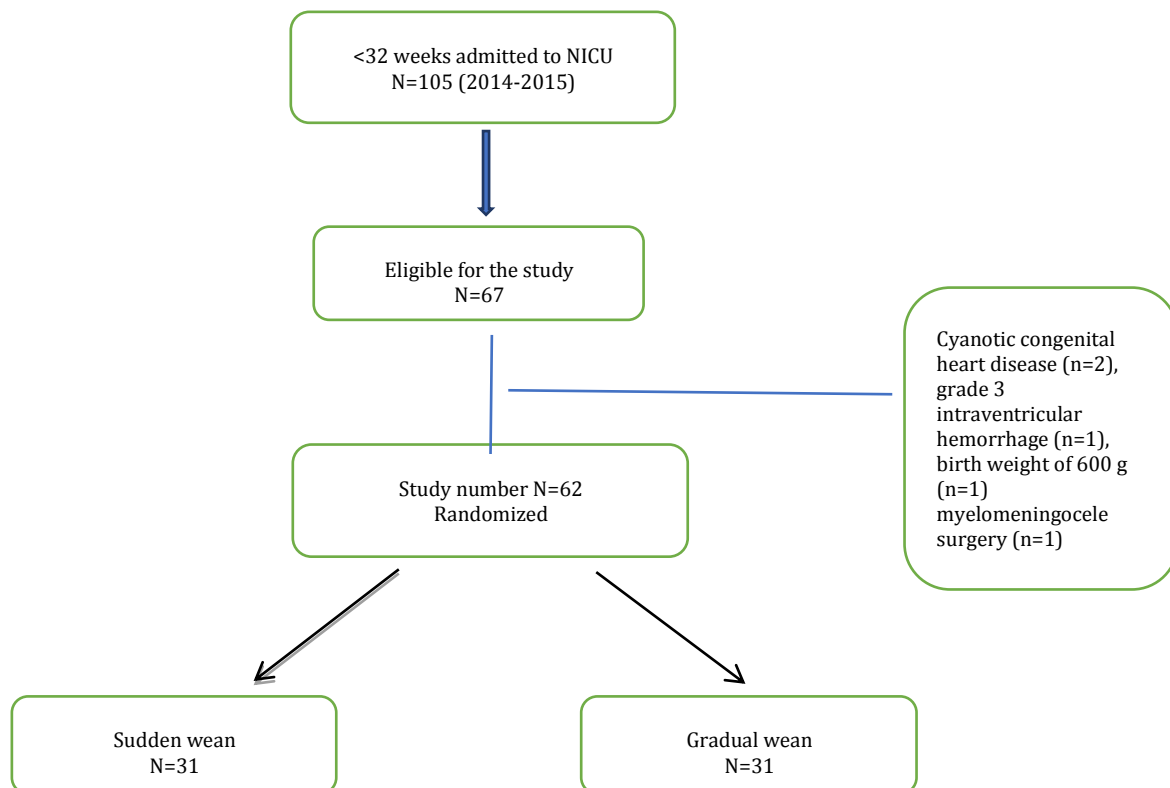 <32 weeks admitted to NICU
N=105 (2014-2015)
Eligible for the study
N=67
Cyanotic congenital
heart disease (n=2),
grade 3
intraventricular
hemorrhage (n=1),
birth weight of 600 g
(n=1)
myelomeningocele
surgery (n=1)
Study number N=62
Randomized
Sudden wean
N=31
Gradual wean
N=31